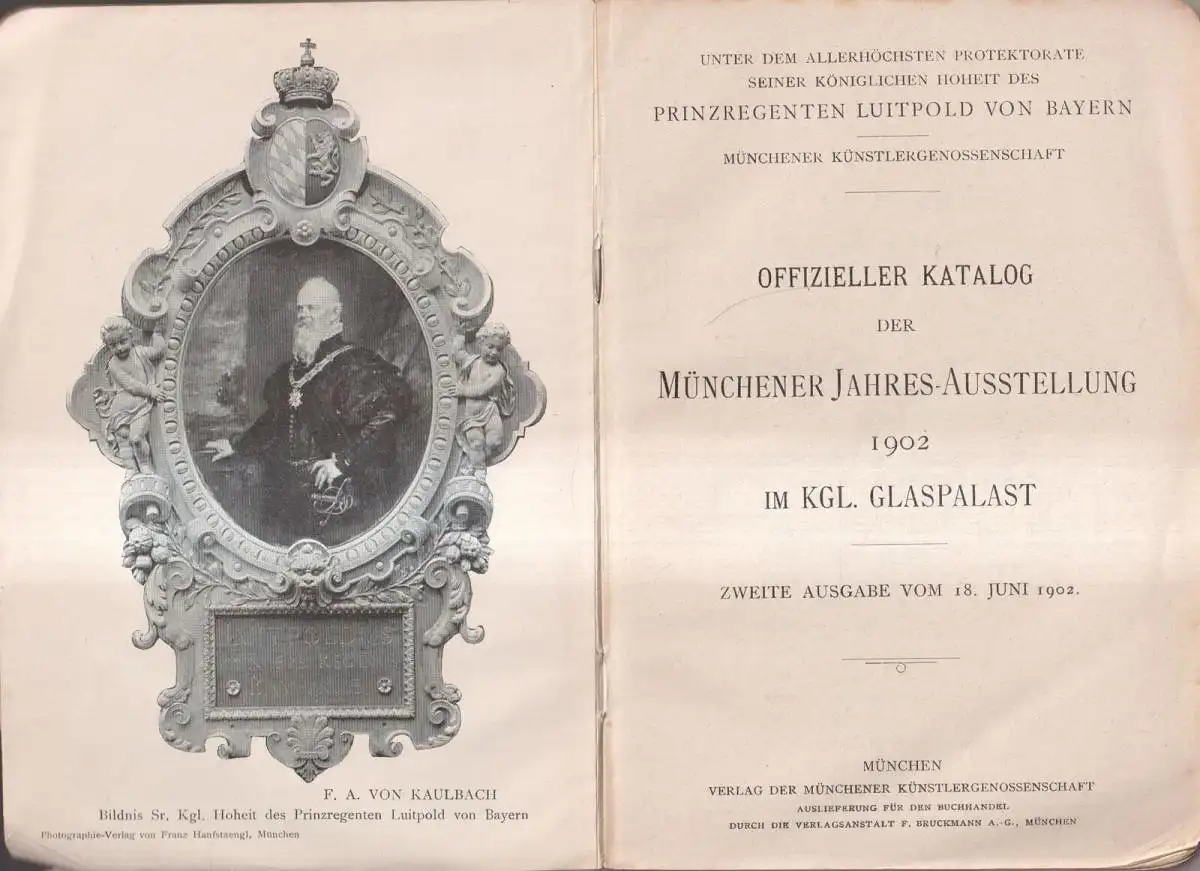 F. A. VON KAULBACH
Bildnis Sr. Kgl. Hoheit des Prinzregenten Luitpold von Bayern
Photographie-Verlag von Franz Hanfstaengl, München
UNTER DEM ALLERHÖCHSTEN PROTEKTORATE
SEINER KÖNIGLICHEN HOHEIT DES
PRINZREGENTEN LUITPOLD VON BAYERN
MÜNCHENER KÜNSTLERGENOSSENSCHAFT
OFFIZIELLER KATALOG
DER
MÜNCHENER JAHRES-AUSSTELLUNG
1902
IM KGL. GLASPALAST
ZWEITE AUSGABE VOM 18. JUNI 1902.
MÜNCHEN
VERLAG DER MÜNCHENER KÜNSTLERGENOSSENSCHAFT
AUSLIEFERUNG FÜR DEN BUCHHANDEL
DURCH DIE VERLAGSANSTALT F. BRUCKMANN A.-G., MÜNCHEN